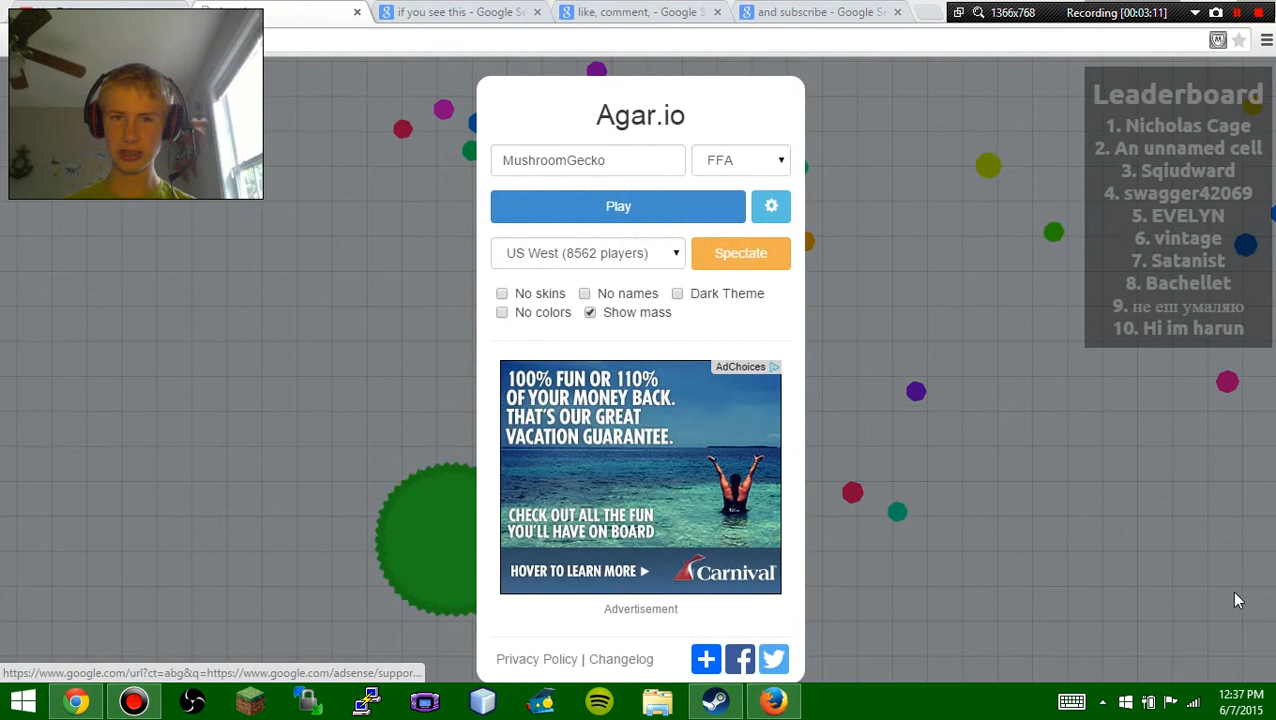 if you see this - Google Se
like, comment, - Google S
and subscribe - Google Se
1366x768
Recording [00:03:11]
Agar.io
MushroomGecko
FFA
Play
US West (8562 players)
Spectate
No skins
No names
Dark Theme
No colors
Show mass
AdChoices
100% FUN OR 110%
OF YOUR MONEY BACK.
THAT'S OUR GREAT
VACATION GUARANTEE.
CHECK OUT ALL THE FUN
YOU'LL HAVE ON BOARD
HOVER TO LEARN MORE
Carnival
Advertisement
Privacy Policy | Changelog
Leaderboard
1. Nicholas Cage
2. An unnamed cell
3. Sqiudward
4. swagger42069
5. EVELYN
6. vintage
7. Satanist
8. Bachellet
9. не еш умаляю
10. Hi im harun
https://www.google.com/url?ct=abg&q=https://www.google.com/adsense/suppor...
12:37 PM
6/7/2015